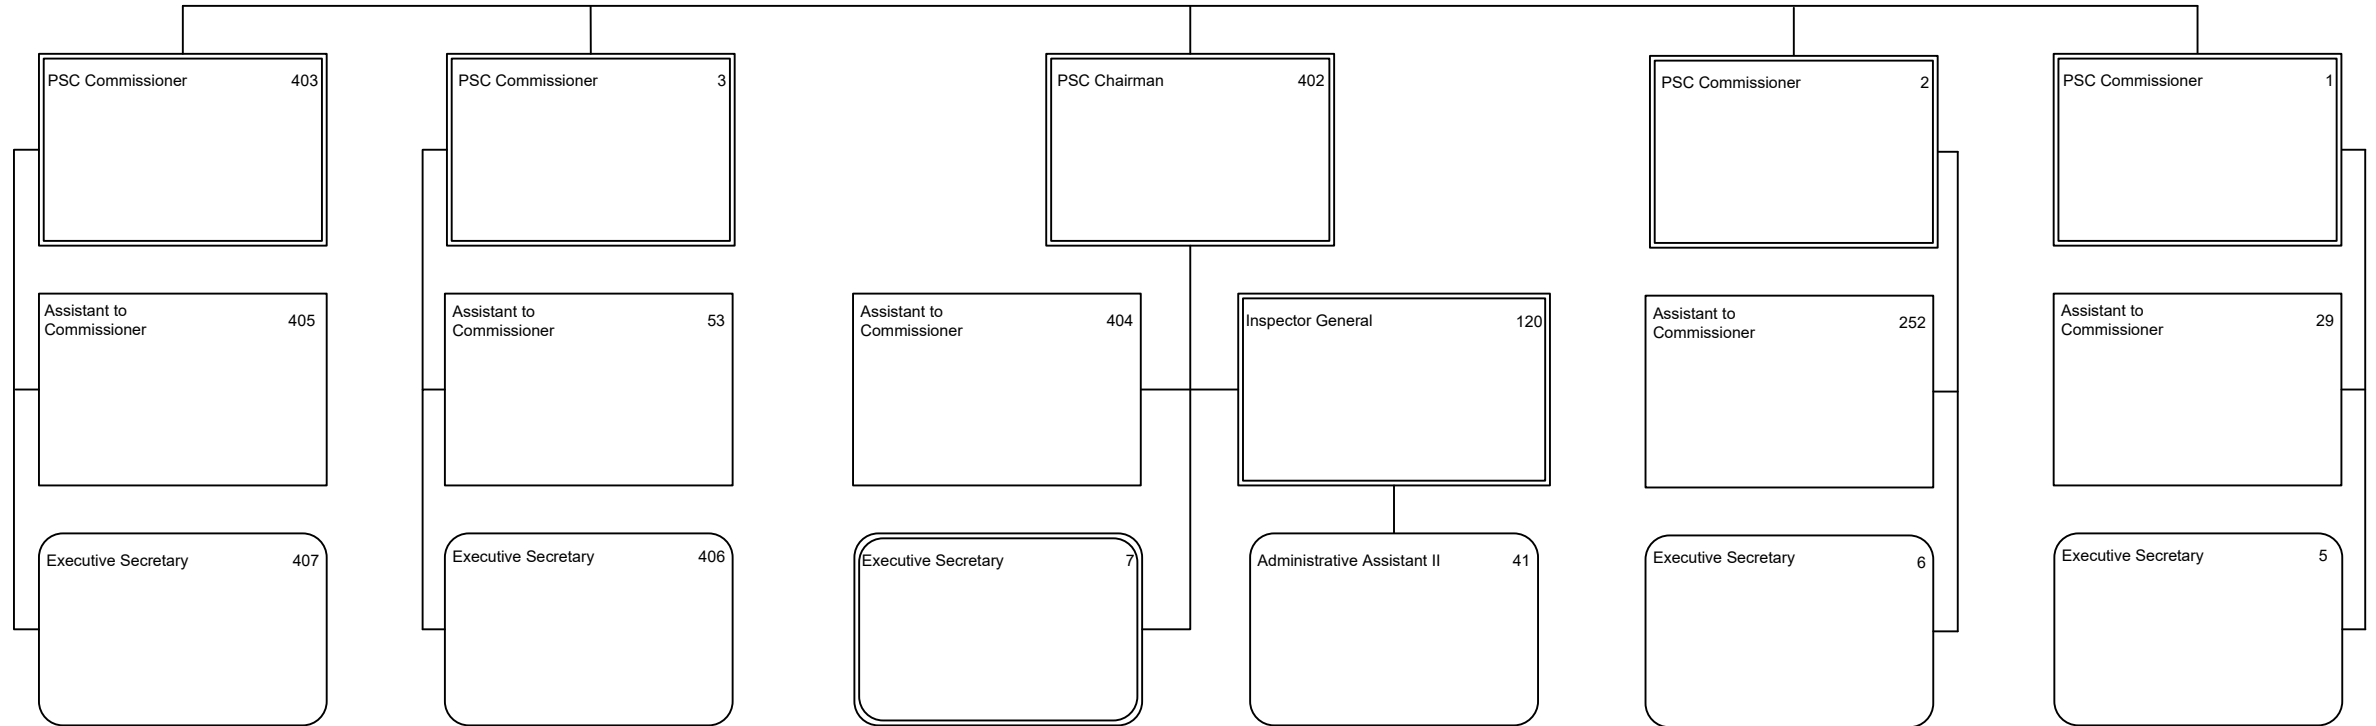 PSC Commissioner 403
PSC Commissioner 3
PSC Chairman 402
PSC Commissioner 2
PSC Commissioner 1
Assistant to
Commissioner 405
Assistant to
Commissioner 53
Assistant to
Commissioner 404
Inspector General 120
Assistant to
Commissioner 252
Assistant to
Commissioner 29
Executive Secretary 407
Executive Secretary 406
Executive Secretary 7
Administrative Assistant II 41
Executive Secretary 6
Executive Secretary 5